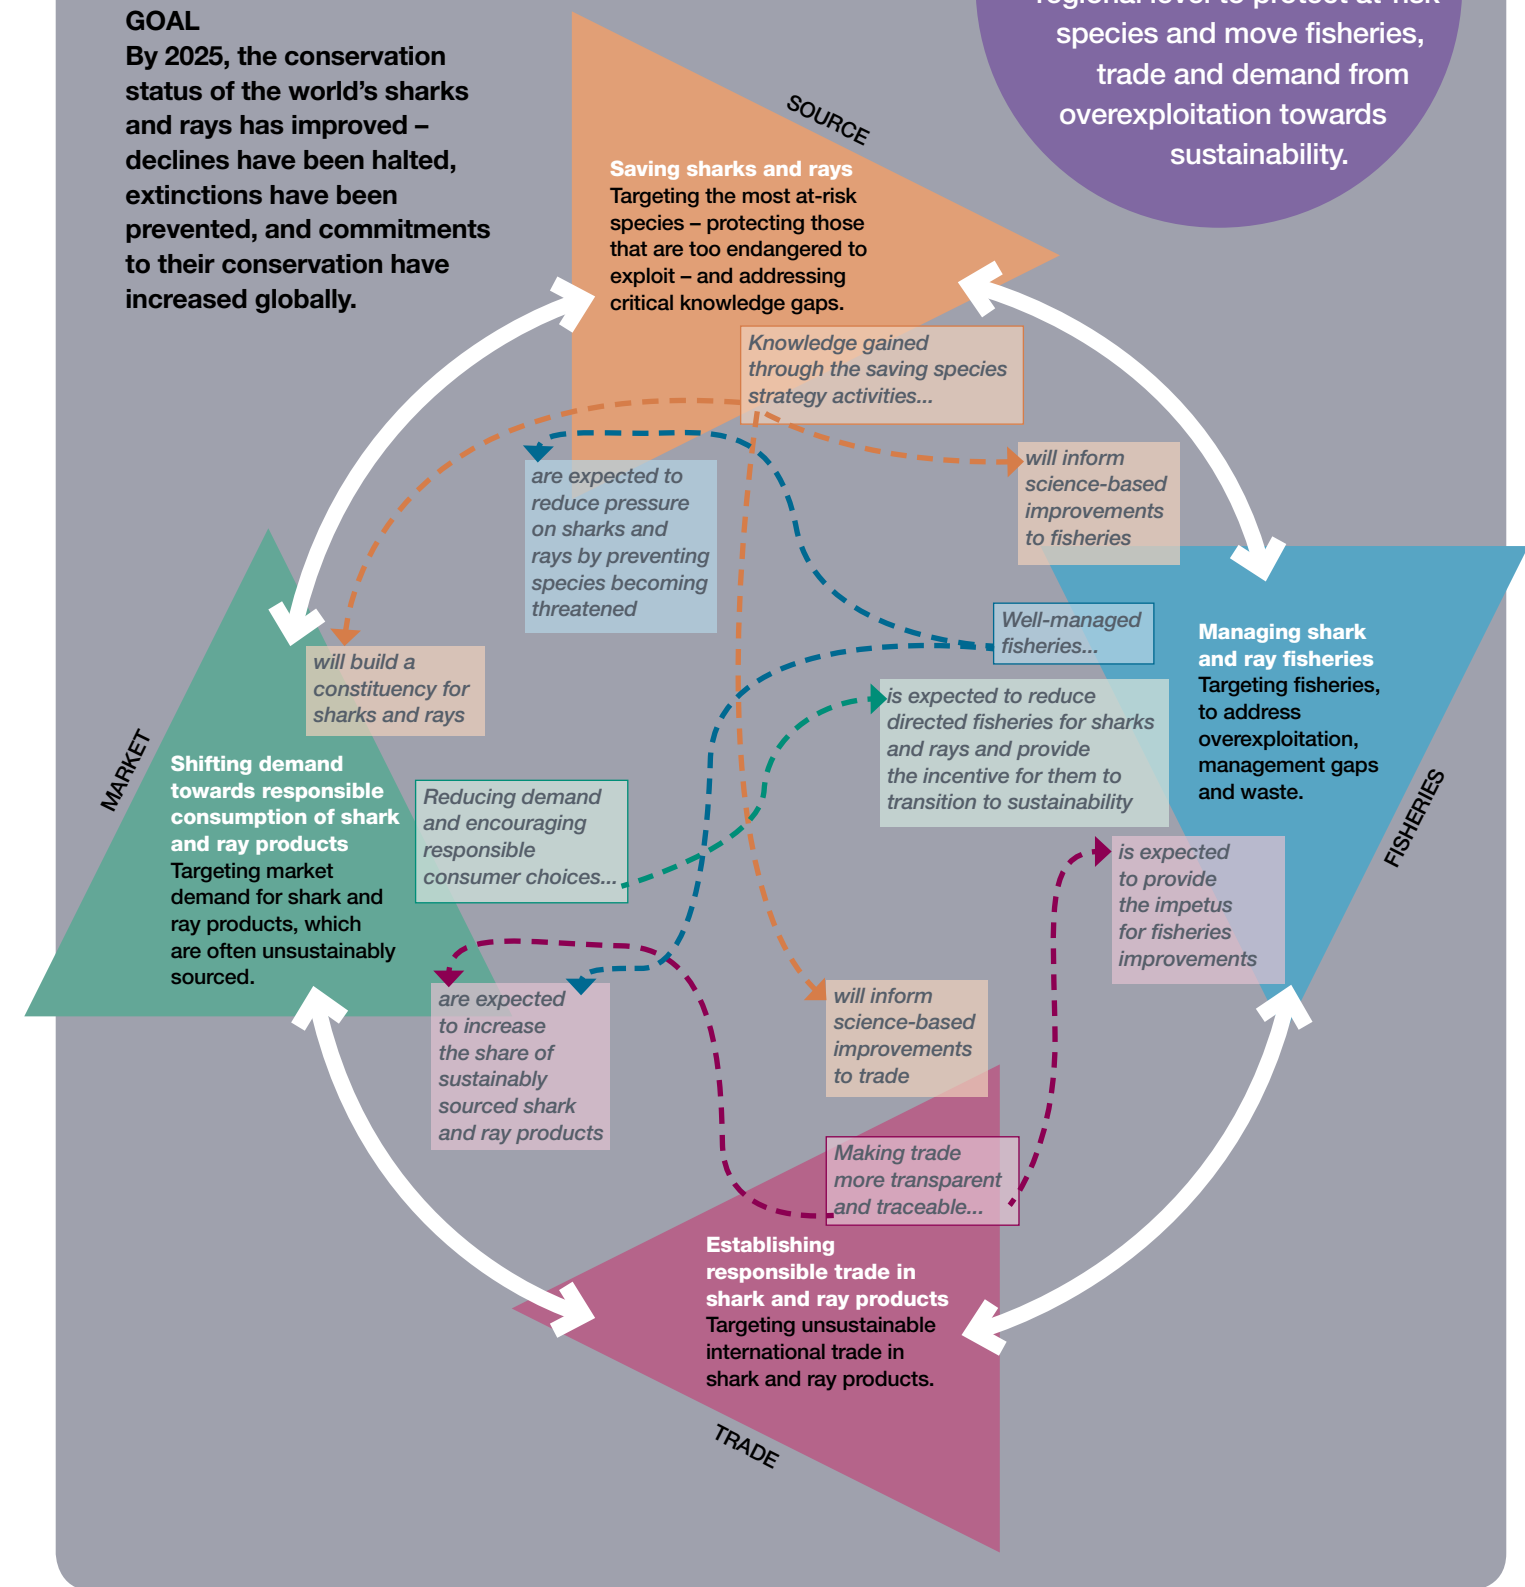 GOAL
By 2025, the conservation
status of the world's sharks
and rays has improved –
declines have been halted,
extinctions have been
prevented, and commitments
to their conservation have
increased globally.
regional level to protect at-risk
species and move fisheries,
trade and demand from
overexploitation towards
sustainability.
SOURCE
Saving sharks and rays
Targeting the most at-risk
species – protecting those
that are too endangered to
exploit – and addressing
critical knowledge gaps.
Knowledge gained
through the saving species
strategy activities...
will inform
science-based
improvements
to fisheries
are expected to
reduce pressure
on sharks and
rays by preventing
species becoming
threatened
Well-managed
fisheries...
Managing shark
and ray fisheries
Targeting fisheries,
to address
overexploitation,
management gaps
and waste.
FISHERIES
will build a
constituency for
sharks and rays
is expected to reduce
directed fisheries for sharks
and rays and provide
the incentive for them to
transition to sustainability
MARKET
Shifting demand
towards responsible
consumption of shark
and ray products
Targeting market
demand for shark and
ray products, which
are often unsustainably
sourced.
Reducing demand
and encouraging
responsible
consumer choices...
is expected
to provide
the impetus
for fisheries
improvements
are expected
to increase
the share of
sustainably
sourced shark
and ray products
will inform
science-based
improvements
to trade
Making trade
more transparent
and traceable...
Establishing
responsible trade in
shark and ray products
Targeting unsustainable
international trade in
shark and ray products.
TRADE